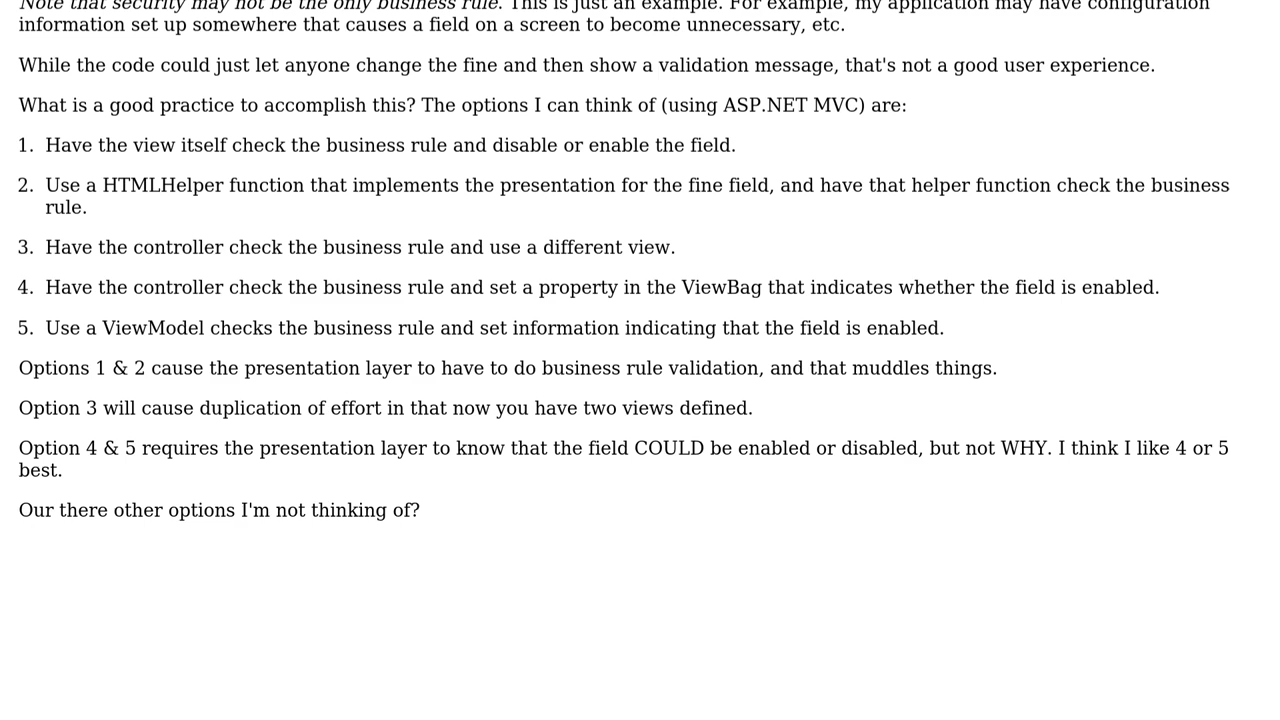 Note that security may not be the only business rule. This is just an example. For example, my application may have configuration
information set up somewhere that causes a field on a screen to become unnecessary, etc.
While the code could just let anyone change the fine and then show a validation message, that's not a good user experience.
What is a good practice to accomplish this? The options I can think of (using ASP.NET MVC) are:
1. Have the view itself check the business rule and disable or enable the field.
2. Use a HTMLHelper function that implements the presentation for the fine field, and have that helper function check the business
rule.
3. Have the controller check the business rule and use a different view.
4. Have the controller check the business rule and set a property in the ViewBag that indicates whether the field is enabled.
5. Use a ViewModel checks the business rule and set information indicating that the field is enabled.
Options 1 & 2 cause the presentation layer to have to do business rule validation, and that muddles things.
Option 3 will cause duplication of effort in that now you have two views defined.
Option 4 & 5 requires the presentation layer to know that the field COULD be enabled or disabled, but not WHY. I think I like 4 or 5
best.
Our there other options I'm not thinking of?